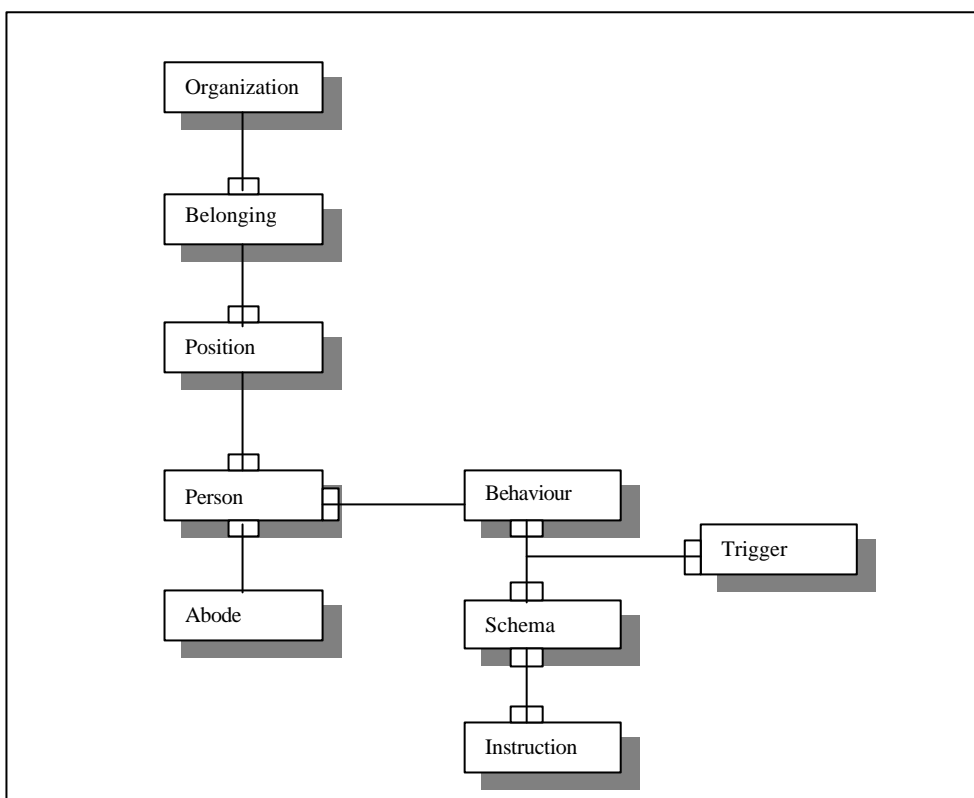 Organization
Belonging
Position
Person
Behaviour
Trigger
Abode
Schema
Instruction